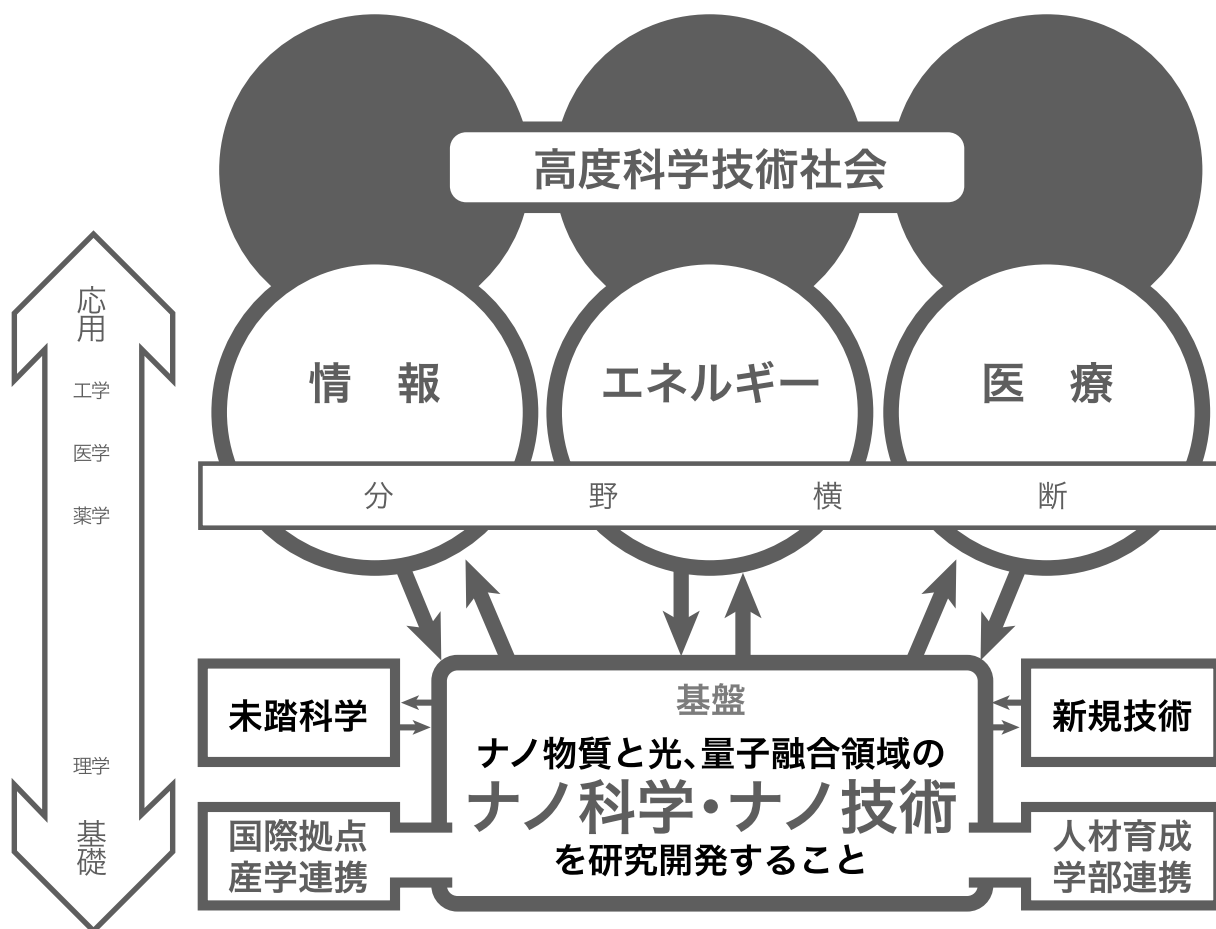 高度科学技術社会
応用
工学
医学
薬学
理学
基礎
情　報
エネルギー
医　療
分　野　横　断
未踏科学
基盤
ナノ物質と光、量子融合領域の
ナノ科学・ナノ技術
を研究開発すること
新規技術
国際拠点
産学連携
人材育成
学部連携